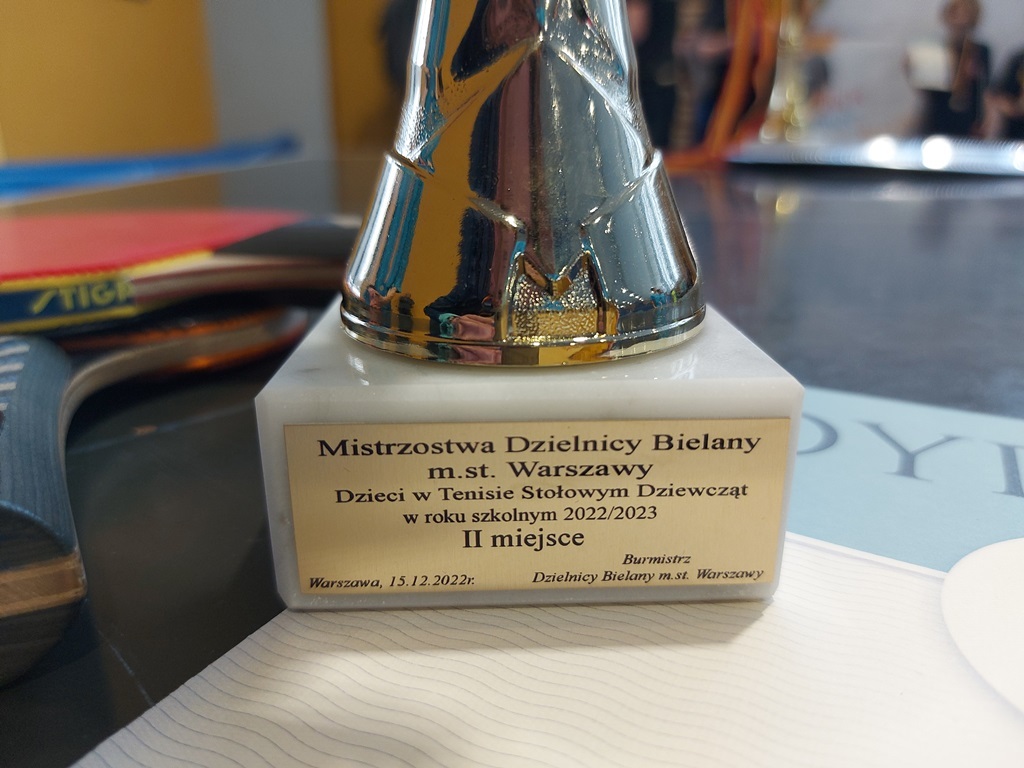 Mistrzostwa Dzielnicy Bielany
m.st. Warszawy
Dzieci w Tenisie Stołowym Dziewcząt
w roku szkolnym 2022/2023
II miejsce
Burmistrz
Warszawa, 15.12.2022r.
Dzielnicy Bielany m.st. Warszawy
STIGA